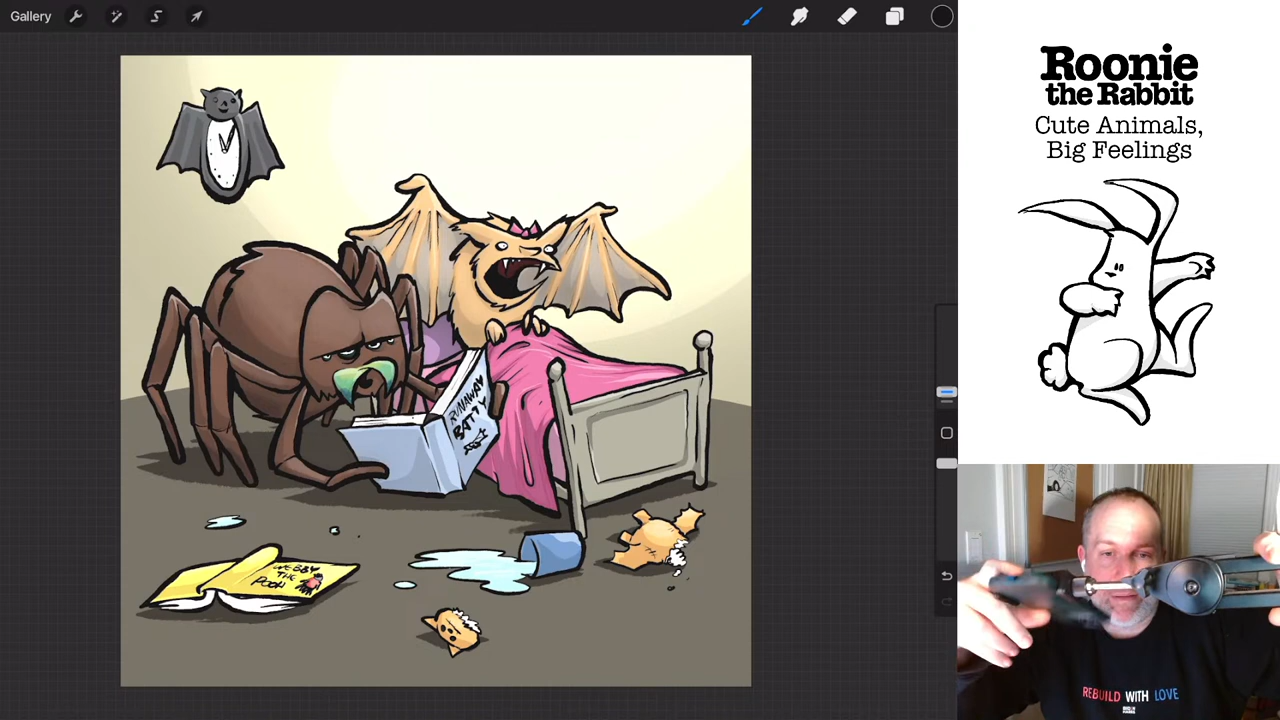 Gallery
Roonie
the Rabbit
Cute Animals,
Big Feelings
RUNAWAY
BATTY
WEBBY
THE
POOH
REBUILD WITH LOVE